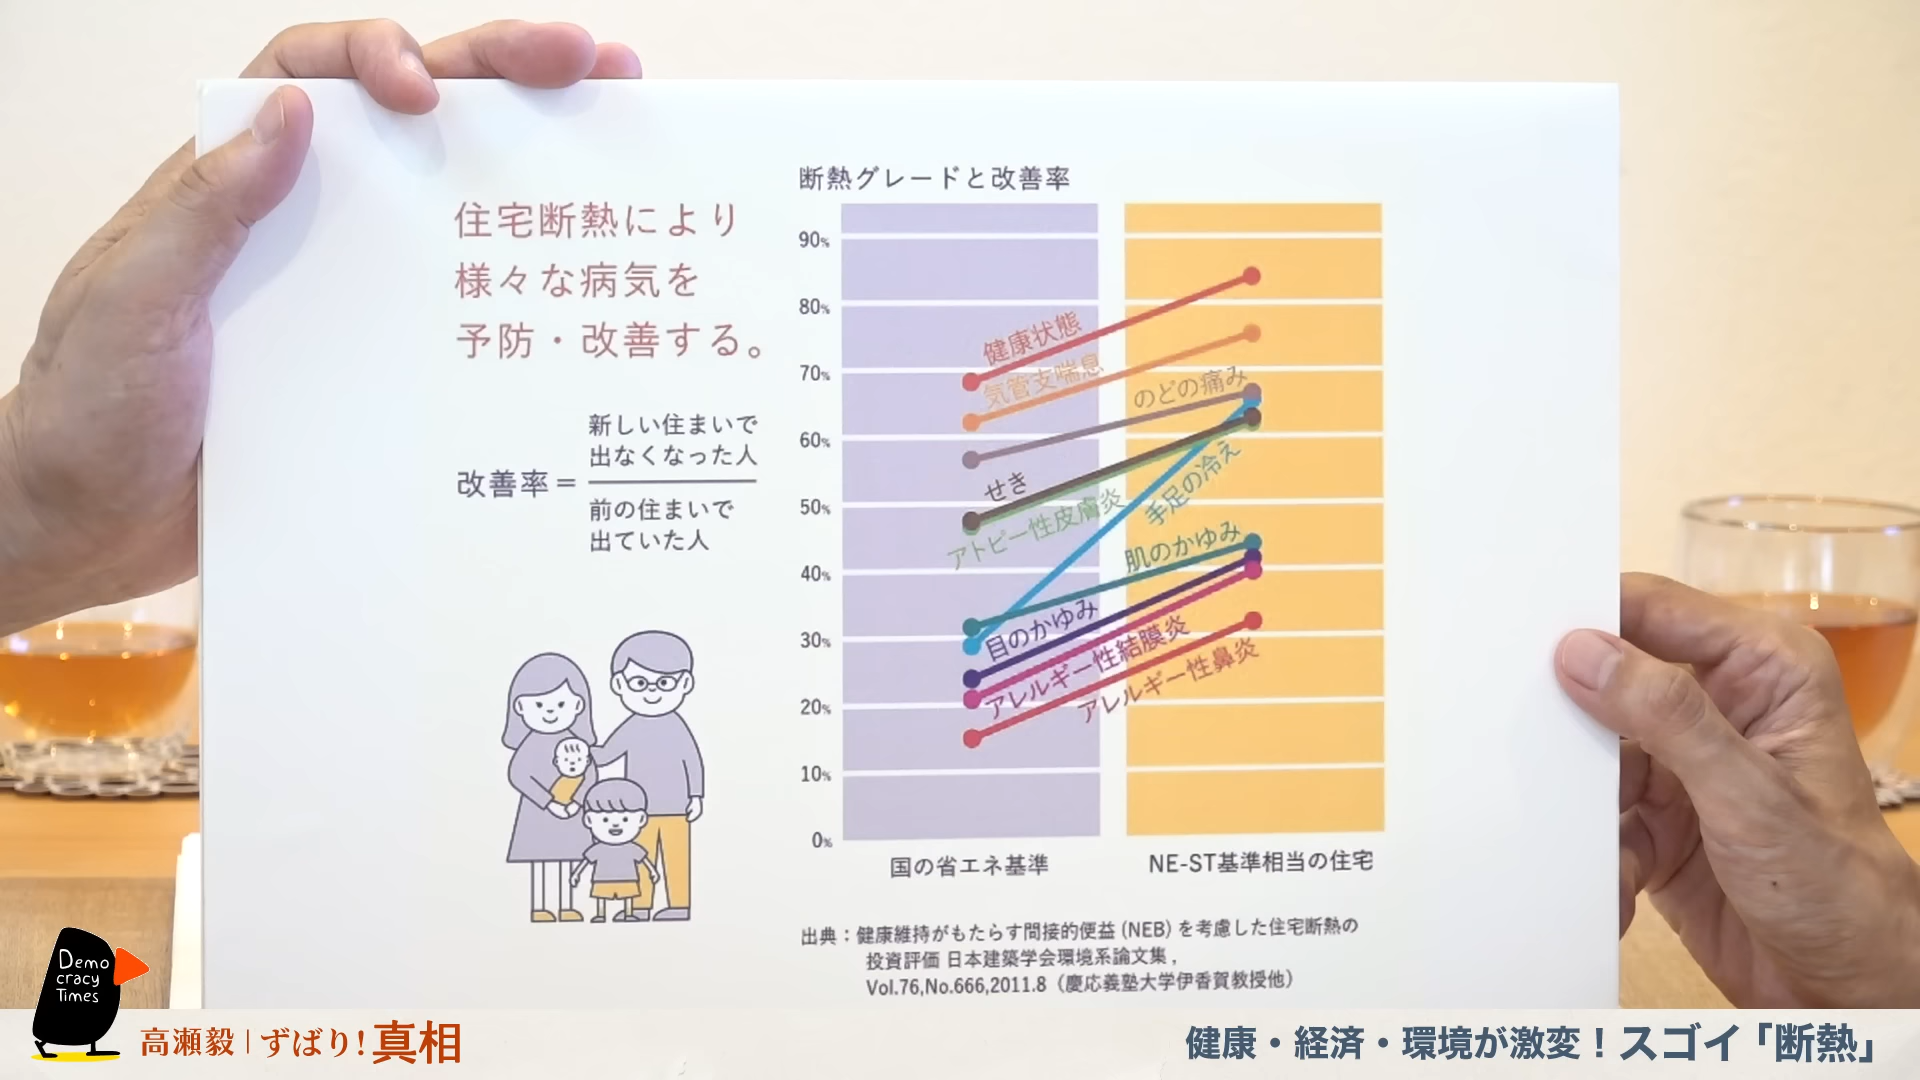 断熱グレードと改善率
住宅断熱により
様々な病気を
予防・改善する。
改善率＝
新しい住まいで
出なくなった人
前の住まいで
出ていた人
90%
80%
70%
60%
50%
40%
30%
20%
10%
0%
健康状態
気管支喘息
のどの痛み
せき
アトピー性皮膚炎
手足の冷え
肌のかゆみ
目のかゆみ
アレルギー性結膜炎
アレルギー性鼻炎
国の省エネ基準
NE-ST基準相当の住宅
出典：健康維持がもたらす間接的便益（NEB）を考慮した住宅断熱の
投資評価 日本建築学会環境系論文集，
Vol.76,No.666,2011.8（慶応義塾大学伊香賀教授他）
Demo
cracy
Times
高瀬毅｜ずばり！真相
健康・経済・環境が激変！スゴイ「断熱」